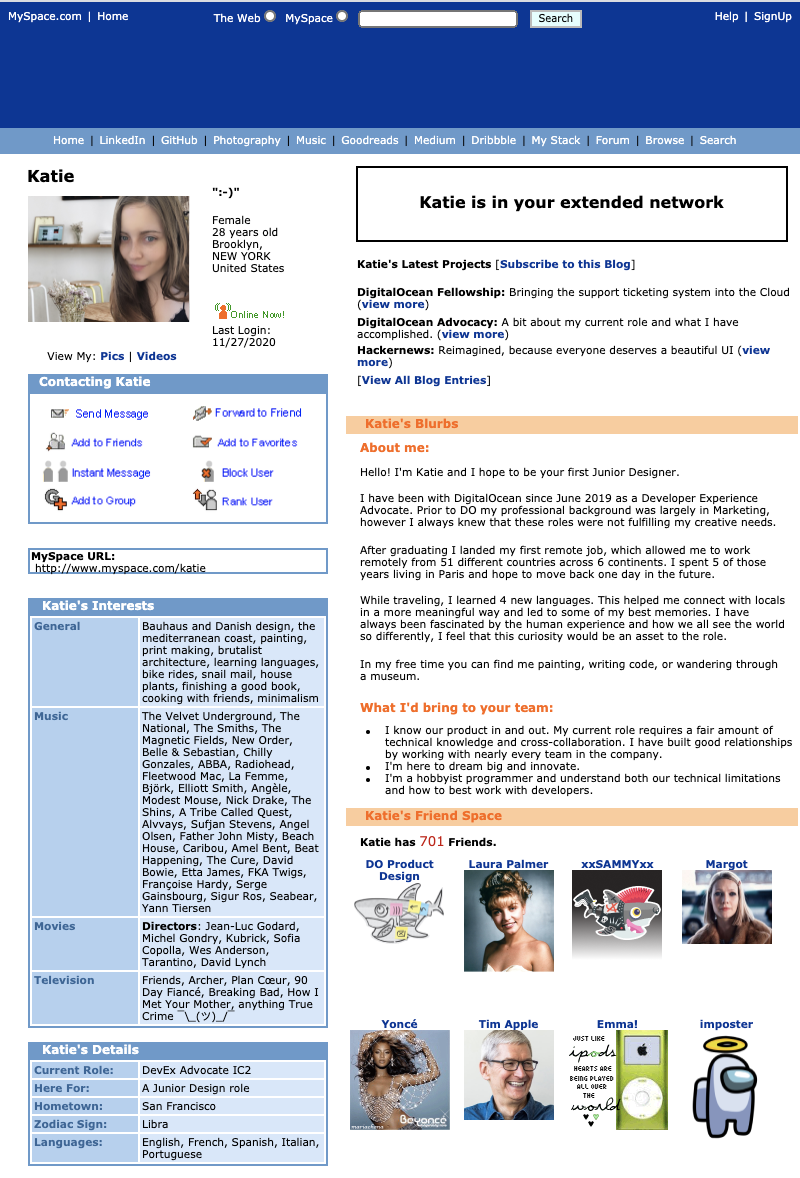 MySpace.com | Home
The Web MySpace Search
Help | SignUp
Home | LinkedIn | GitHub | Photography | Music | Goodreads | Medium | Dribbble | My Stack | Forum | Browse | Search
Katie
":-)"
Female
28 years old
Brooklyn,
NEW YORK
United States
Online Now!
Last Login:
11/27/2020
View My: Pics | Videos
Contacting Katie
Send Message
Forward to Friend
Add to Friends
Add to Favorites
Instant Message
Block User
Add to Group
Rank User
MySpace URL:
http://www.myspace.com/katie
Katie's Interests
General
Bauhaus and Danish design, the
mediterranean coast, painting,
print making, brutalist
architecture, learning languages,
bike rides, snail mail, house
plants, finishing a good book,
cooking with friends, minimalism
Music
The Velvet Underground, The
National, The Smiths, The
Magnetic Fields, New Order,
Belle & Sebastian, Chilly
Gonzales, ABBA, Radiohead,
Fleetwood Mac, La Femme,
Björk, Elliott Smith, Angèle,
Modest Mouse, Nick Drake, The
Shins, A Tribe Called Quest,
Alvvays, Sufjan Stevens, Angel
Olsen, Father John Misty, Beach
House, Caribou, Amel Bent, Beat
Happening, The Cure, David
Bowie, Etta James, FKA Twigs,
Françoise Hardy, Serge
Gainsbourg, Sigur Ros, Seabear,
Yann Tiersen
Movies
Directors: Jean-Luc Godard,
Michel Gondry, Kubrick, Sofia
Copolla, Wes Anderson,
Tarantino, David Lynch
Television
Friends, Archer, Plan Cœur, 90
Day Fiancé, Breaking Bad, How I
Met Your Mother, anything True
Crime ¯\_(ツ)_/¯
Katie's Details
Current Role: DevEx Advocate IC2
Here For: A Junior Design role
Hometown: San Francisco
Zodiac Sign: Libra
Languages: English, French, Spanish, Italian,
Portuguese
Katie is in your extended network
Katie's Latest Projects [Subscribe to this Blog]
DigitalOcean Fellowship: Bringing the support ticketing system into the Cloud
(view more)
DigitalOcean Advocacy: A bit about my current role and what I have
accomplished. (view more)
Hackernews: Reimagined, because everyone deserves a beautiful UI (view
more)
[View All Blog Entries]
Katie's Blurbs
About me:
Hello! I'm Katie and I hope to be your first Junior Designer.
I have been with DigitalOcean since June 2019 as a Developer Experience
Advocate. Prior to DO my professional background was largely in Marketing,
however I always knew that these roles were not fulfilling my creative needs.
After graduating I landed my first remote job, which allowed me to work
remotely from 51 different countries across 6 continents. I spent 5 of those
years living in Paris and hope to move back one day in the future.
While traveling, I learned 4 new languages. This helped me connect with locals
in a more meaningful way and led to some of my best memories. I have
always been fascinated by the human experience and how we all see the world
so differently, I feel that this curiosity would be an asset to the role.
In my free time you can find me painting, writing code, or wandering through
a museum.
What I'd bring to your team:
• I know our product in and out. My current role requires a fair amount of
technical knowledge and cross-collaboration. I have built good relationships
by working with nearly every team in the company.
• I'm here to dream big and innovate.
• I'm a hobbyist programmer and understand both our technical limitations
and how to best work with developers.
Katie's Friend Space
Katie has 701 Friends.
DO Product
Design
Laura Palmer
xxSAMMYxx
Margot
Yoncé
Tim Apple
Emma!
imposter
Beyoncé
JUST LIKE
ipods
HEARTS ARE
BEING PLAYED
ALL OVER
THE
world